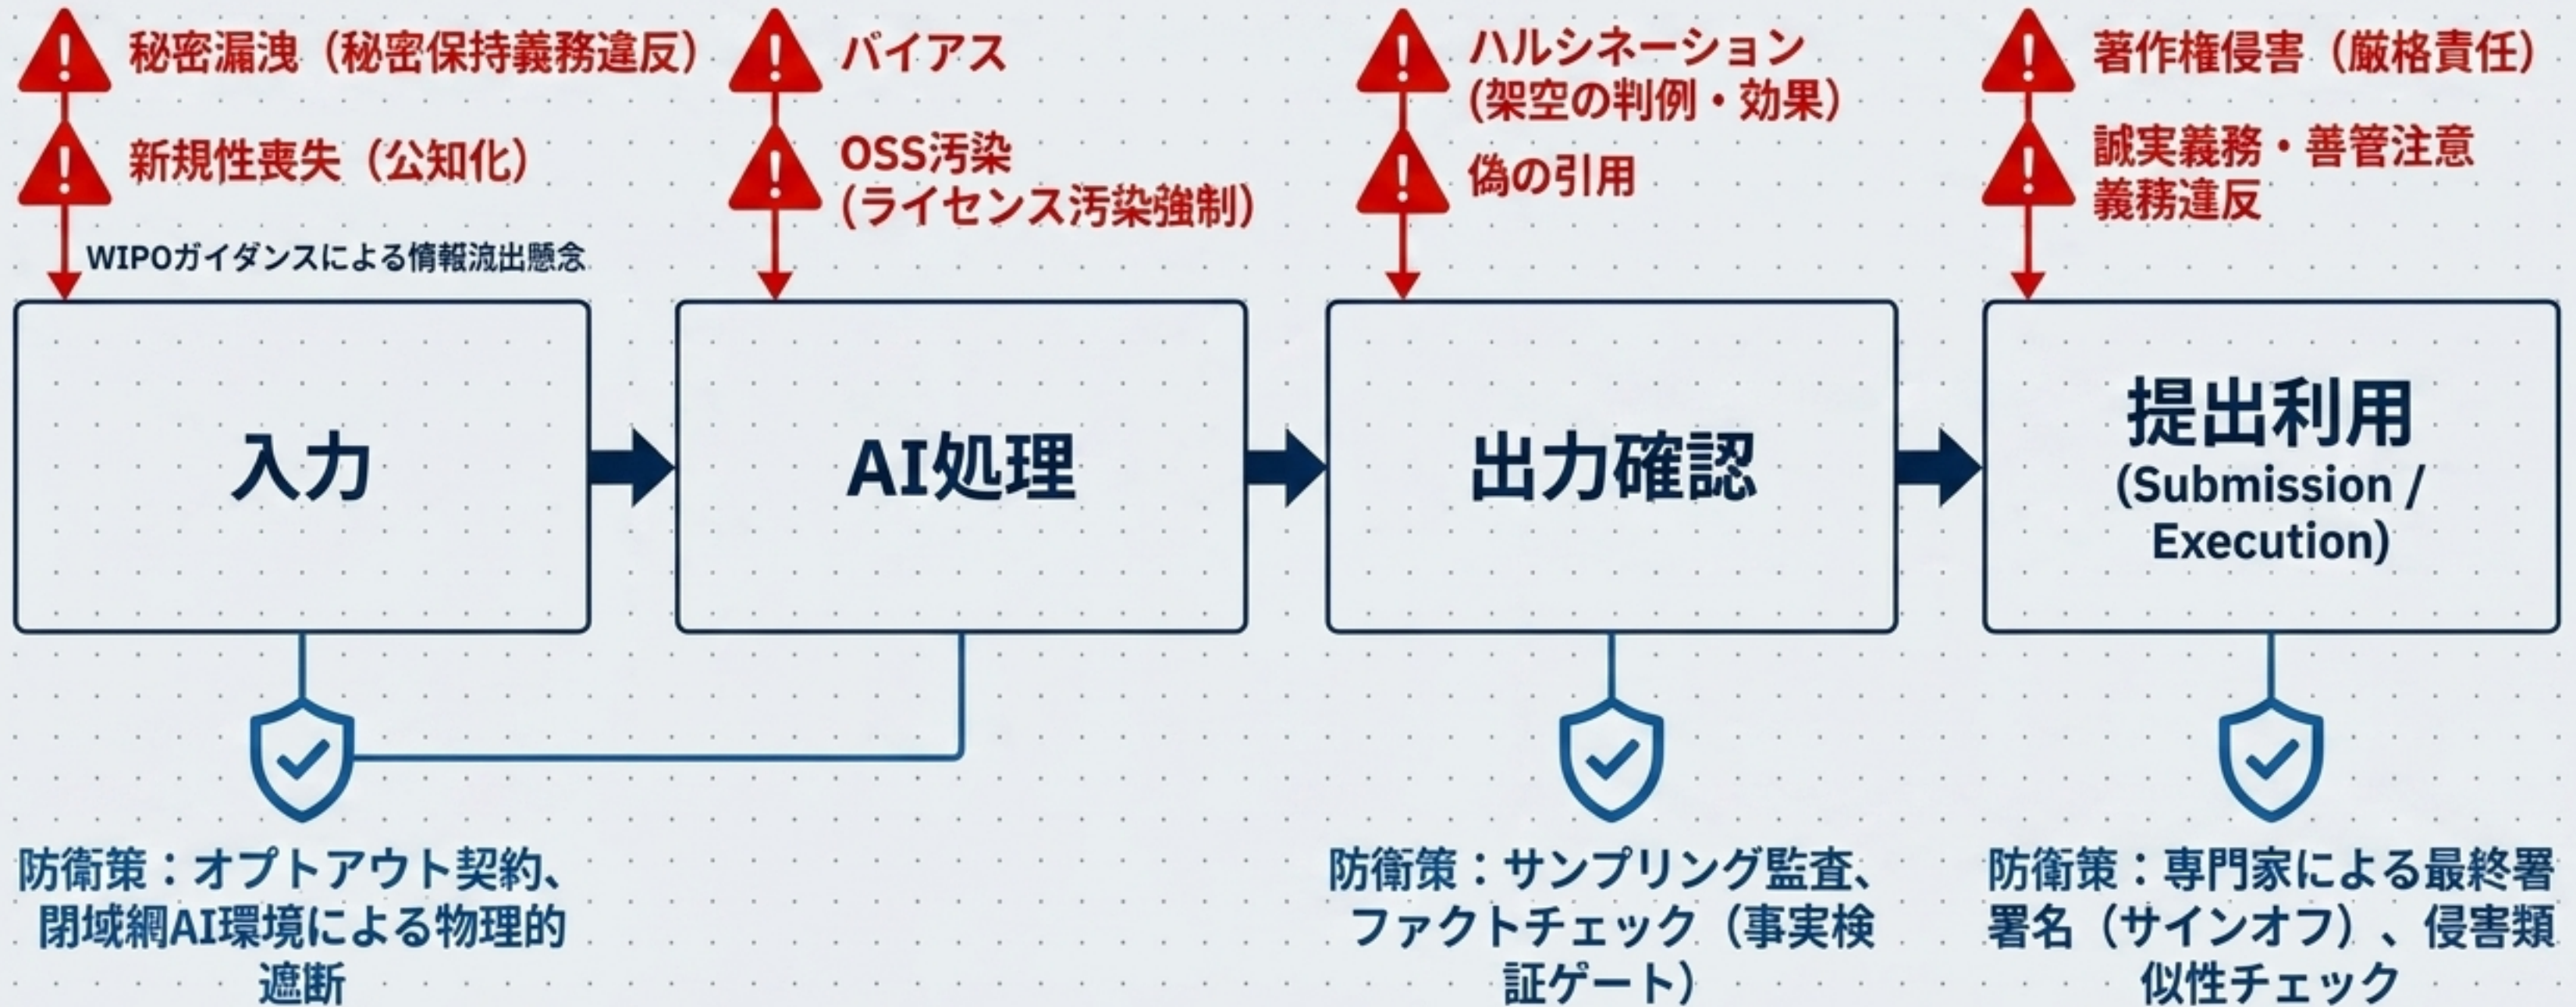 秘密漏洩（秘密保持義務違反）
新規性喪失（公知化）
WIPOガイダンスによる情報流出懸念
バイアス
OSS汚染
(ライセンス汚染強制)
ハルシネーション
(架空の判例・効果)
偽の引用
著作権侵害（厳格責任）
誠実義務・善管注意
義務違反
入力
AI処理
出力確認
提出利用
(Submission /
Execution)
防衛策：オプトアウト契約、
閉域網AI環境による物理的
遮断
防衛策：サンプリング監査、
ファクトチェック（事実検
証ゲート）
防衛策：専門家による最終署
署名（サインオフ）、侵害類
似性チェック